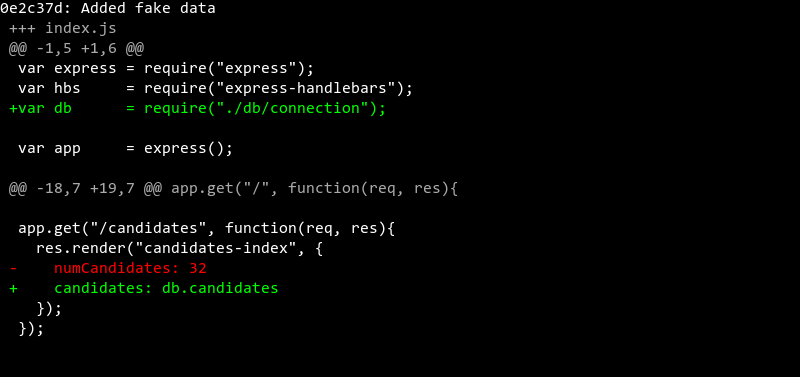 0e2c37d: Added fake data
+++ index.js
@@ -1,5 +1,6 @@
var express = require("express");
var hbs     = require("express-handlebars");
+var db      = require("./db/connection");
var app     = express();
@@ -18,7 +19,7 @@ app.get("/", function(req, res){
app.get("/candidates", function(req, res){
  res.render("candidates-index", {
-    numCandidates: 32
+    candidates: db.candidates
  });
});